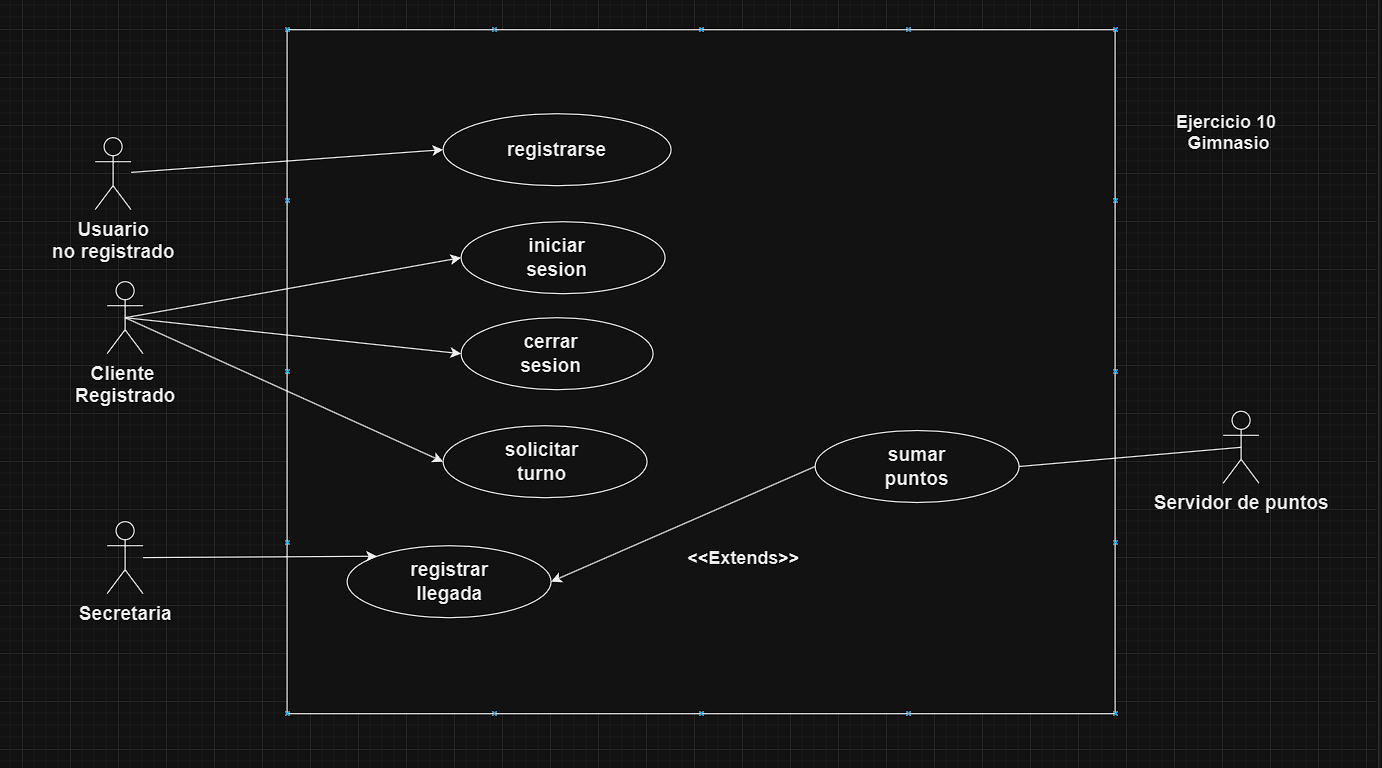 Ejercicio 10
Gimnasio
registrarse
Usuario
no registrado
iniciar
sesion
cerrar
sesion
Cliente
Registrado
solicitar
turno
sumar
puntos
Servidor de puntos
<<Extends>>
registrar
llegada
Secretaria